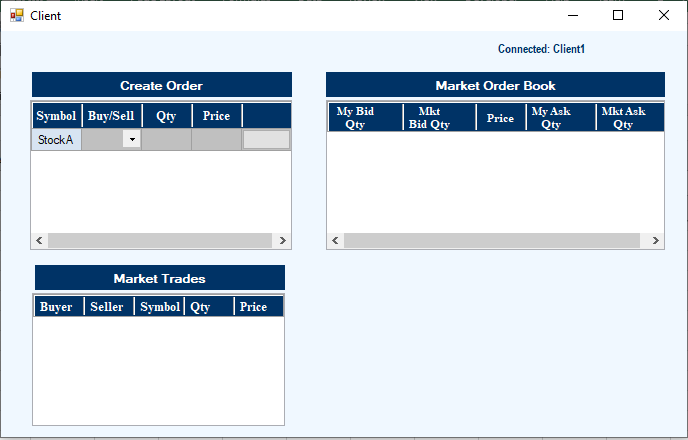 Client
Connected: Client1
Create Order
Symbol Buy/Sell Qty Price
StockA
Market Order Book
My Bid Qty Mkt Bid Qty Price My Ask Qty Mkt Ask Qty
Market Trades
Buyer Seller Symbol Qty Price